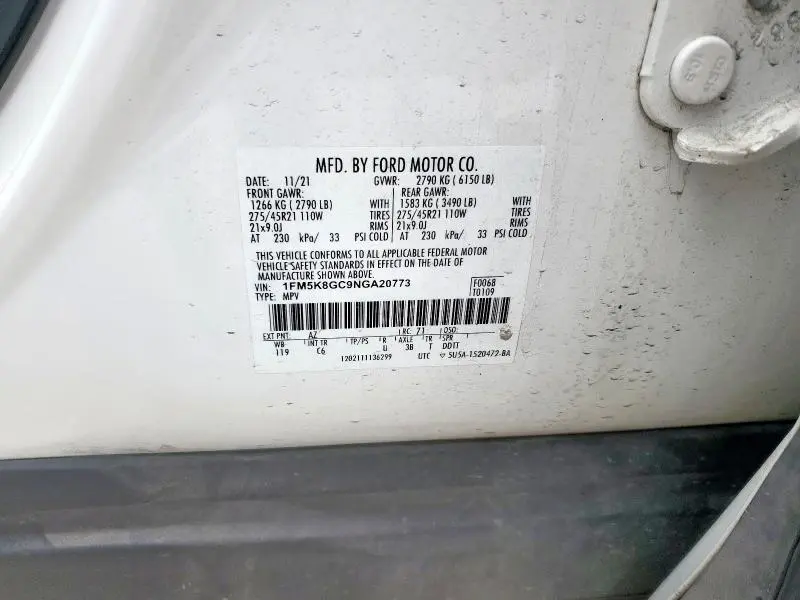 MFD. BY FORD MOTOR CO.
DATE: 11/21 GVWR: 2790 KG ( 6150 LB)
FRONT GAWR: REAR GAWR:
1266 KG ( 2790 LB) WITH 1583 KG ( 3490 LB) WITH
275/45R21 110W TIRES 275/45R21 110W TIRES
21x9.0J RIMS 21x9.0J RIMS
AT 230 kPa/ 33 PSI COLD AT 230 kPa/ 33 PSI COLD
THIS VEHICLE CONFORMS TO ALL APPLICABLE FEDERAL MOTOR
VEHICLE SAFETY STANDARDS IN EFFECT ON THE DATE OF
MANUFACTURE SHOWN ABOVE.
VIN: 1FM5K8GC9NGA20773 F0068
TYPE: MPV T0109
EXT PNT: AZ RC: 71 DSO:
WB INT TR TP/PS R AXLE TR SPR
119 C6 U 3B T DDTT
1202111136299 UTC 5U5A-1520472-BA
10.9